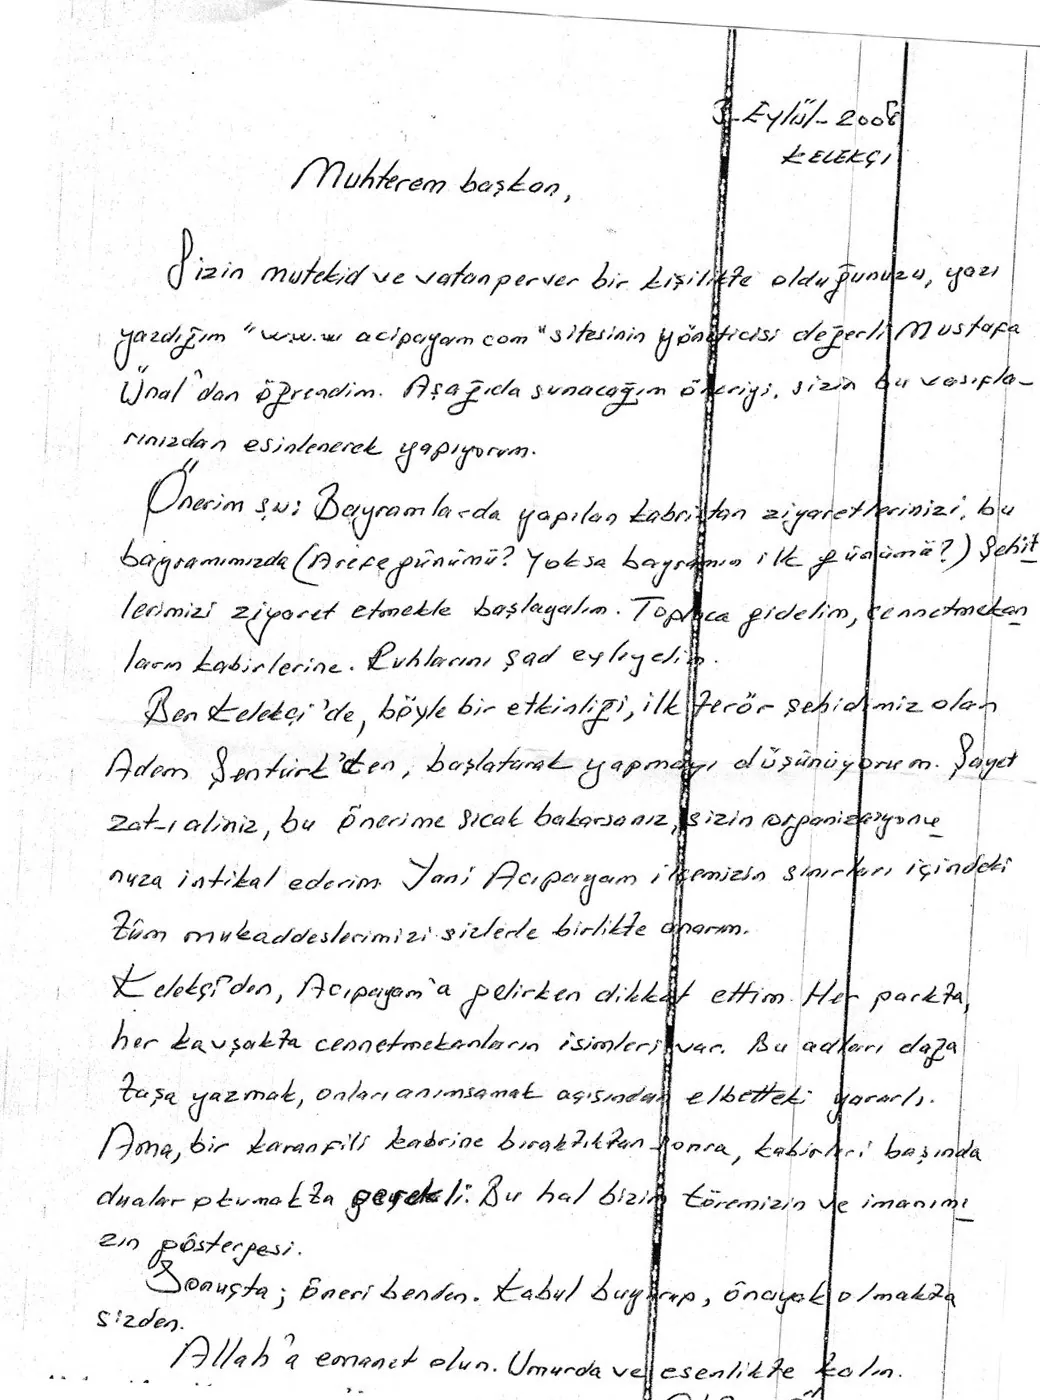 3-Eylül-2008
KELEKÇİ
Muhterem başkan,
Sizin mutekid ve vatanperver bir kişilikte olduğunuzu, yazı
yazdığım "www acipayam com" sitesinin yöneticisi değerli Mustafa
Ünal'dan öğrendim. Aşağıda sunacağım öneriyi, sizin bu vasıfla-
rınızdan esinlenerek yapıyorum.
Önerim şu: Bayramlarda yapılan kabristan ziyaretlerinizi, bu
bayramımızda (Arefe günümü? Yoksa bayramın ilk günümü?) Şehit
lerimizi ziyaret etmekle başlayalım. Topluca gidelim, cennetmekan
ların kabirlerine. Ruhlarını şad eyliyelim.
Ben Kelekçi'de, böyle bir etkinliği, ilk terör şehidimiz olan
Adem Şentürk'ten, başlatarak yapmayı düşünüyorum. Şayet
zat-ı aliniz, bu önerime sıcak bakarsanız, sizin organizasyonu
nuza intikal ederim. Yani Acıpayam ilçemizin sınırları içindeki
tüm mukaddeslerimizi sizlerle birlikte anarım.
Kelekçi'den, Acıpayam'a gelirken dikkat ettim. Her parkta,
her kavşakta cennetmekanların isimleri var. Bu adları dağa
taşa yazmak, onları anımsamak açısından elbetteki yararlı.
Ama, bir karanfili kabrine bıraktıktan sonra, kabirleri başında
dualar okumakta gerekli. Bu hal bizim töremizin ve imanımı
zın göstergesi.
Sonuçta; öneri benden. Kabul buyurup, önayak olmakta
sizden.
Allah'a emanet olun. Umurda ve esenlikte kalın.